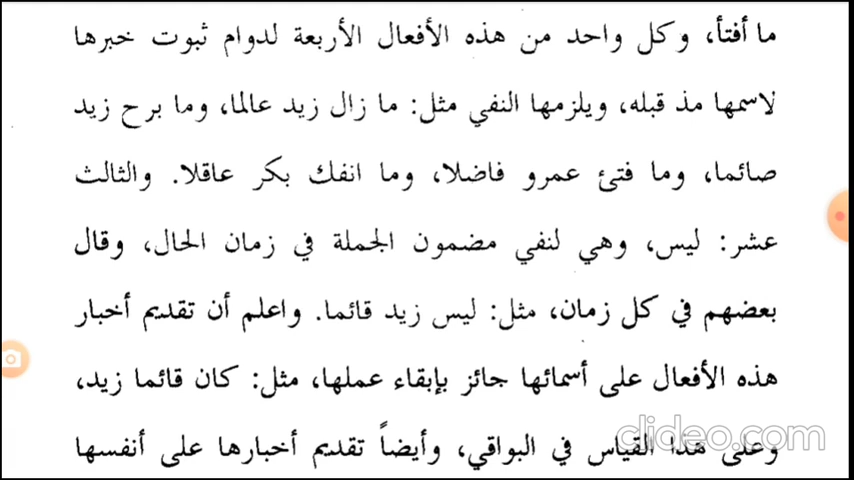 ما أفتأ، وكل واحد من هذه الأفعال الأربعة لدوام ثبوت خبرها
لاسمها مذ قبله، ويلزمها النفي مثل: ما زال زيد عالما، وما برح زيد
صائما، وما فتئ عمرو فاضلا، وما انفك بكر عاقلا. والثالث
عشر: ليس، وهي لنفي مضمون الجملة في زمان الحال، وقال
بعضهم في كل زمان، مثل: ليس زيد قائما. واعلم أن تقديم أخبار
هذه الأفعال على أسمائها جائز بإبقاء عملها، مثل: كان قائما زيد،
وعلى هذا القياس في البواقي، وأيضاً تقديم أخبارها على أنفسها
clideo.com